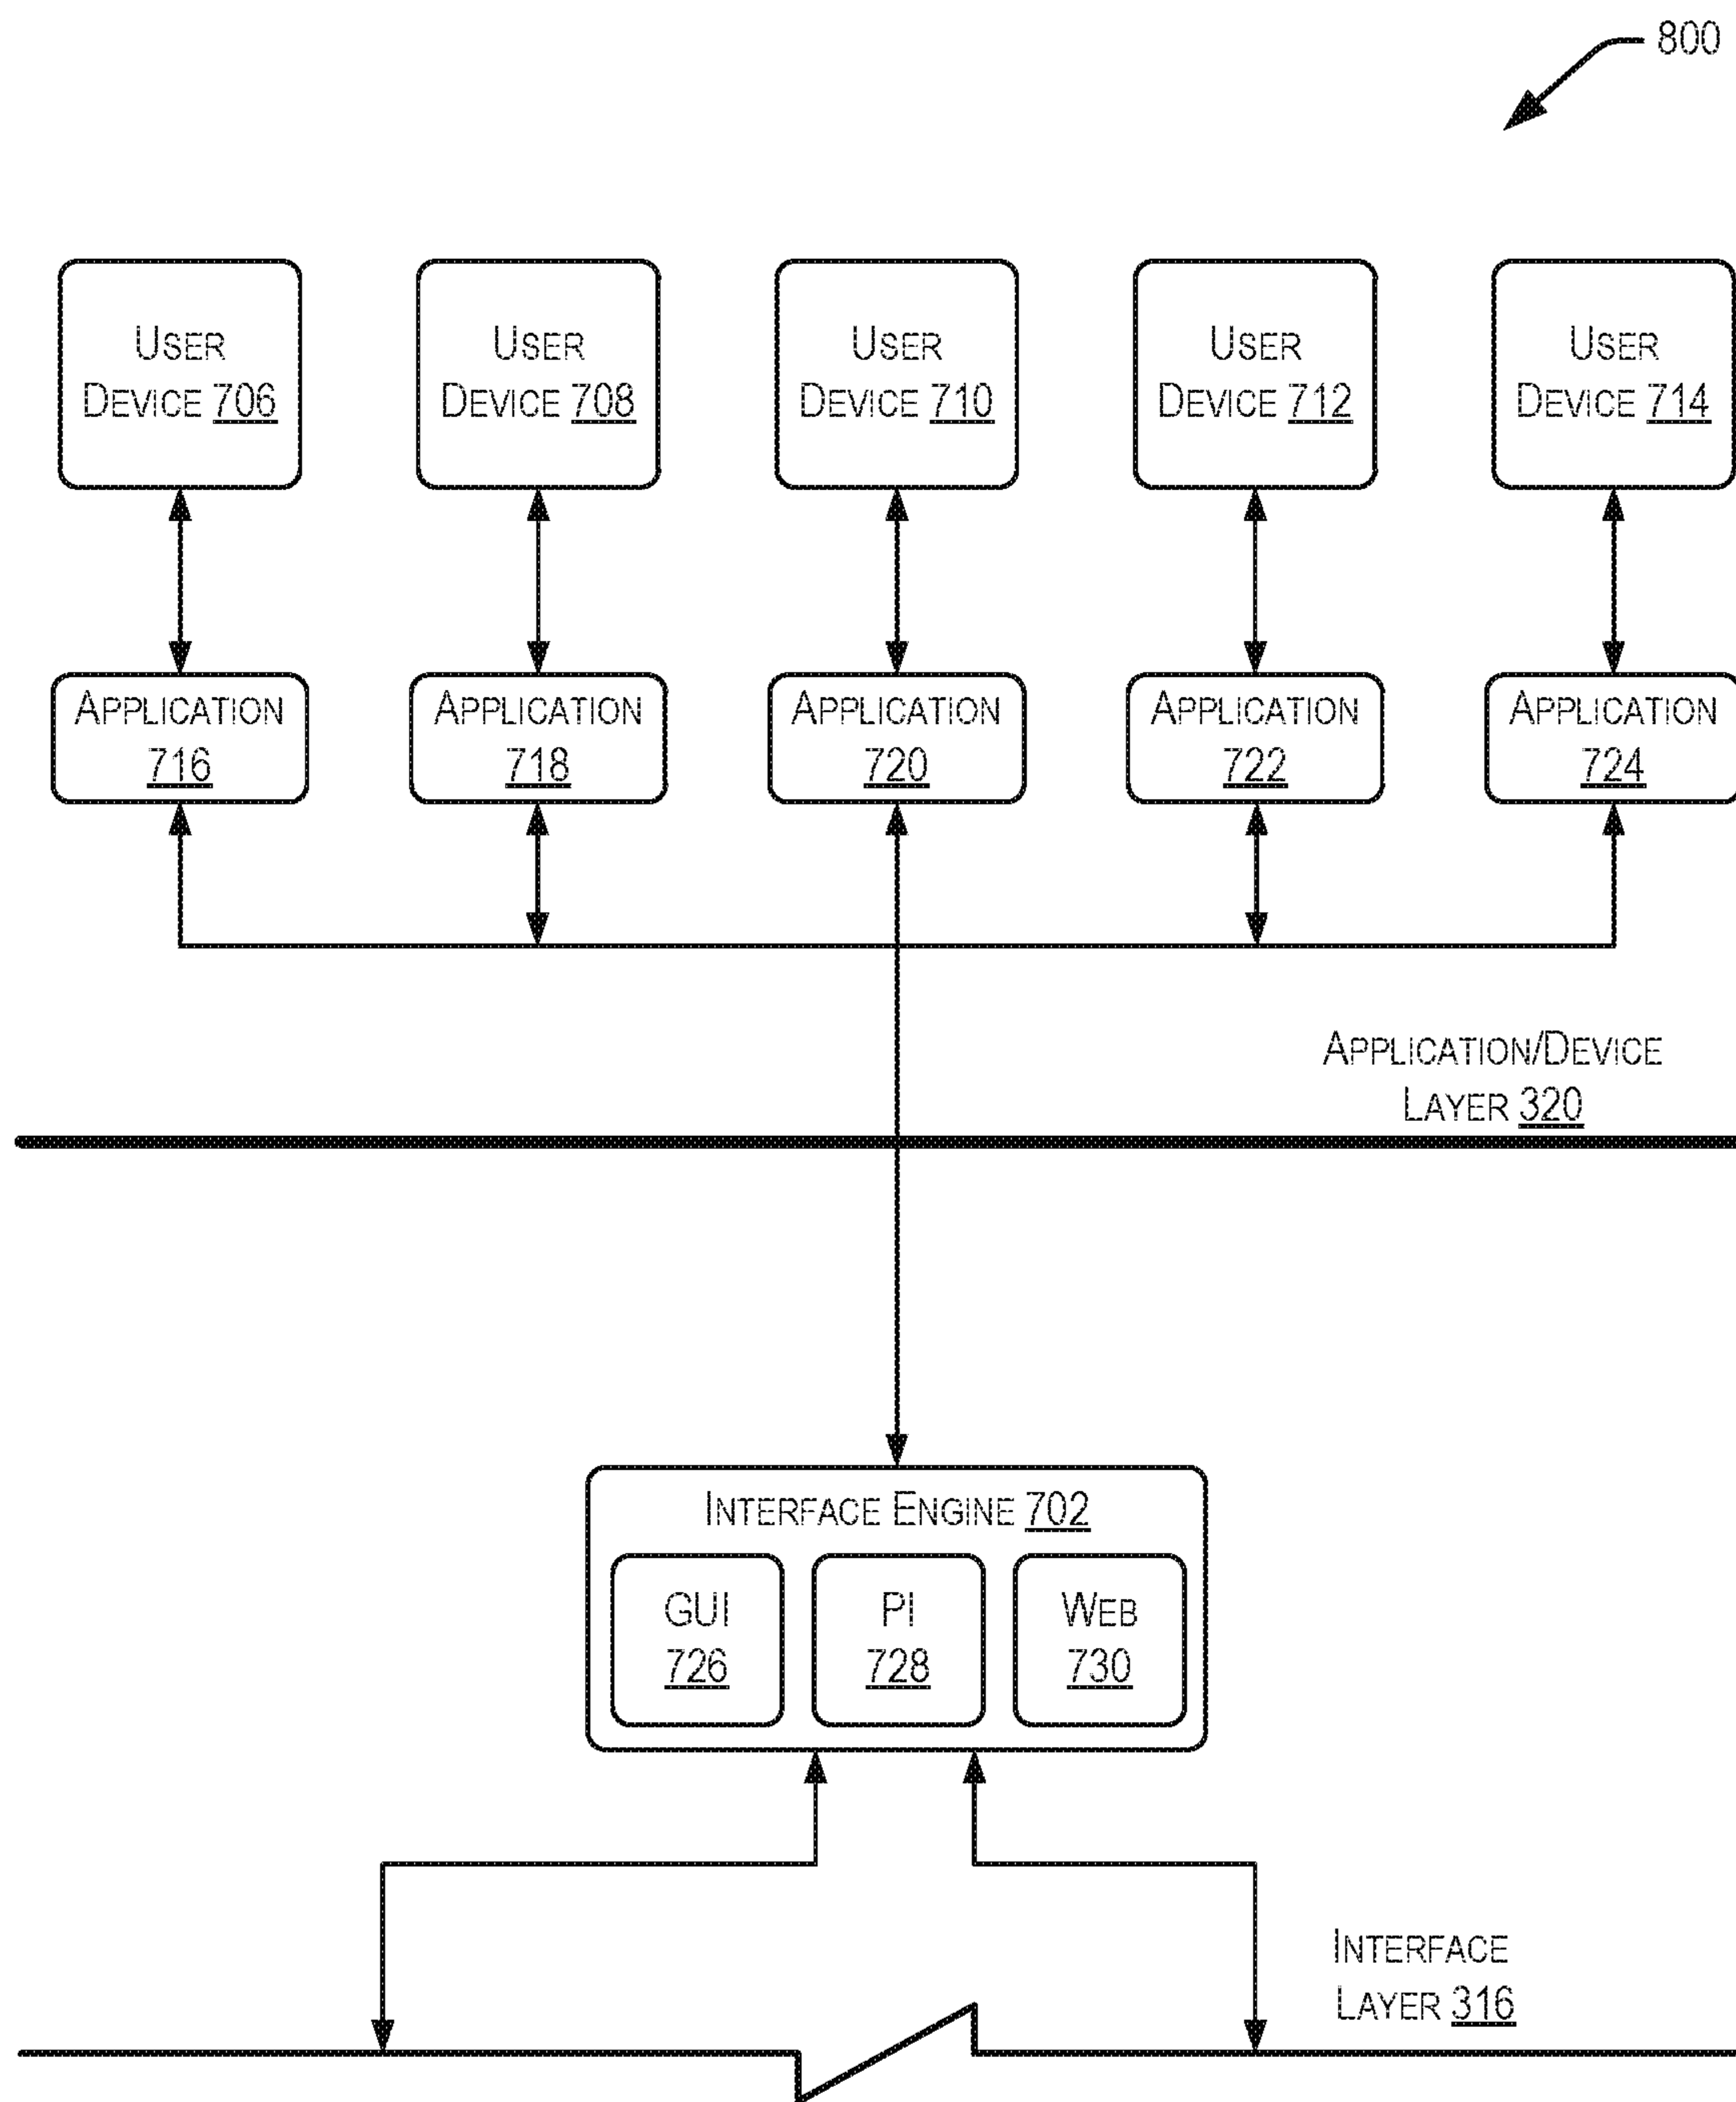 800
USER
DEVICE 706
USER
DEVICE 708
USER
DEVICE 710
USER
DEVICE 712
USER
DEVICE 714
APPLICATION
716
APPLICATION
718
APPLICATION
720
APPLICATION
722
APPLICATION
724
APPLICATION/DEVICE
LAYER 320
INTERFACE ENGINE 702
GUI
726
PI
728
WEB
730
INTERFACE
LAYER 316